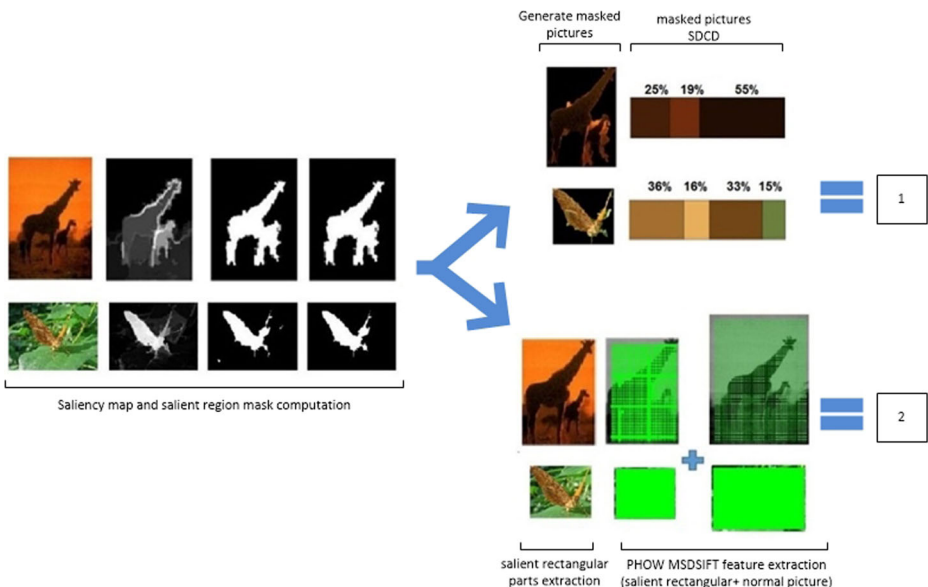 Generate masked
pictures
masked pictures
SDCD
25% 19% 55%
36% 16% 33% 15%
1
Saliency map and salient region mask computation
2
salient rectangular
parts extraction
PHOW MSDSIFT feature extraction
(salient rectangular+ normal picture)